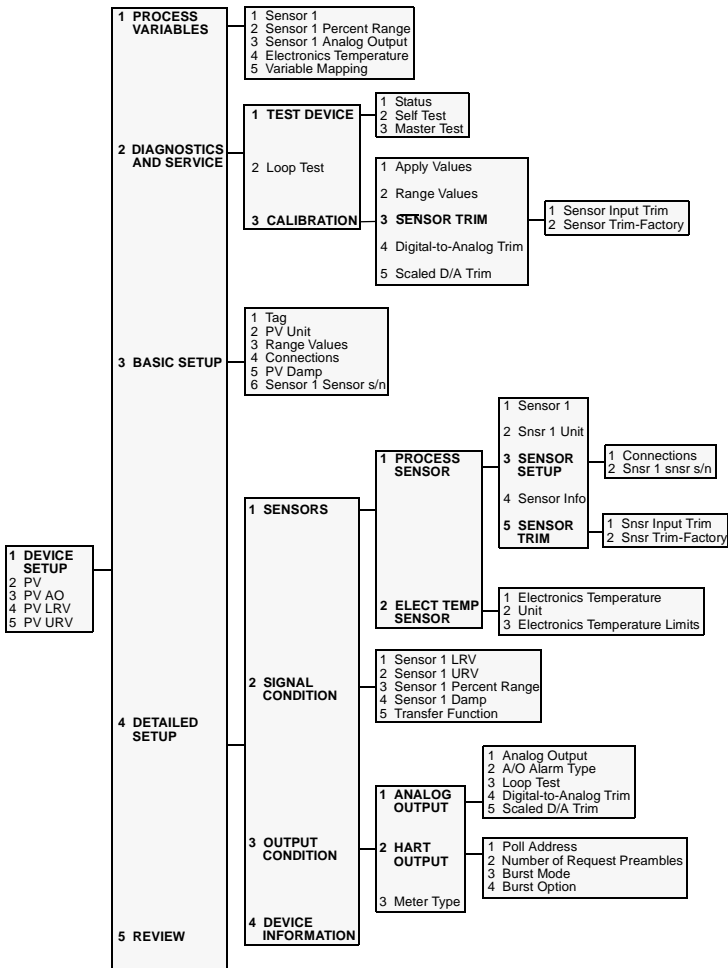 1 DEVICE
SETUP
2 PV
3 PV AO
4 PV LRV
5 PV URV
1 PROCESS
VARIABLES
2 DIAGNOSTICS
AND SERVICE
3 BASIC SETUP
4 DETAILED
SETUP
5 REVIEW
1 Sensor 1
2 Sensor 1 Percent Range
3 Sensor 1 Analog Output
4 Electronics Temperature
5 Variable Mapping
1 TEST DEVICE
2 Loop Test
3 CALIBRATION
1 Status
2 Self Test
3 Master Test
1 Apply Values
2 Range Values
3 SENSOR TRIM
4 Digital-to-Analog Trim
5 Scaled D/A Trim
1 Sensor Input Trim
2 Sensor Trim-Factory
1 Tag
2 PV Unit
3 Range Values
4 Connections
5 PV Damp
6 Sensor 1 Sensor s/n
1 SENSORS
2 SIGNAL
CONDITION
3 OUTPUT
CONDITION
4 DEVICE
INFORMATION
1 PROCESS
SENSOR
2 ELECT TEMP
SENSOR
1 Sensor 1
2 Snsr 1 Unit
3 SENSOR
SETUP
4 Sensor Info
5 SENSOR
TRIM
1 Connections
2 Snsr 1 snsr s/n
1 Snsr Input Trim
2 Snsr Trim-Factory
1 Electronics Temperature
2 Unit
3 Electronics Temperature Limits
1 Sensor 1 LRV
2 Sensor 1 URV
3 Sensor 1 Percent Range
4 Sensor 1 Damp
5 Transfer Function
1 ANALOG
OUTPUT
2 HART
OUTPUT
3 Meter Type
1 Analog Output
2 A/O Alarm Type
3 Loop Test
4 Digital-to-Analog Trim
5 Scaled D/A Trim
1 Poll Address
2 Number of Request Preambles
3 Burst Mode
4 Burst Option